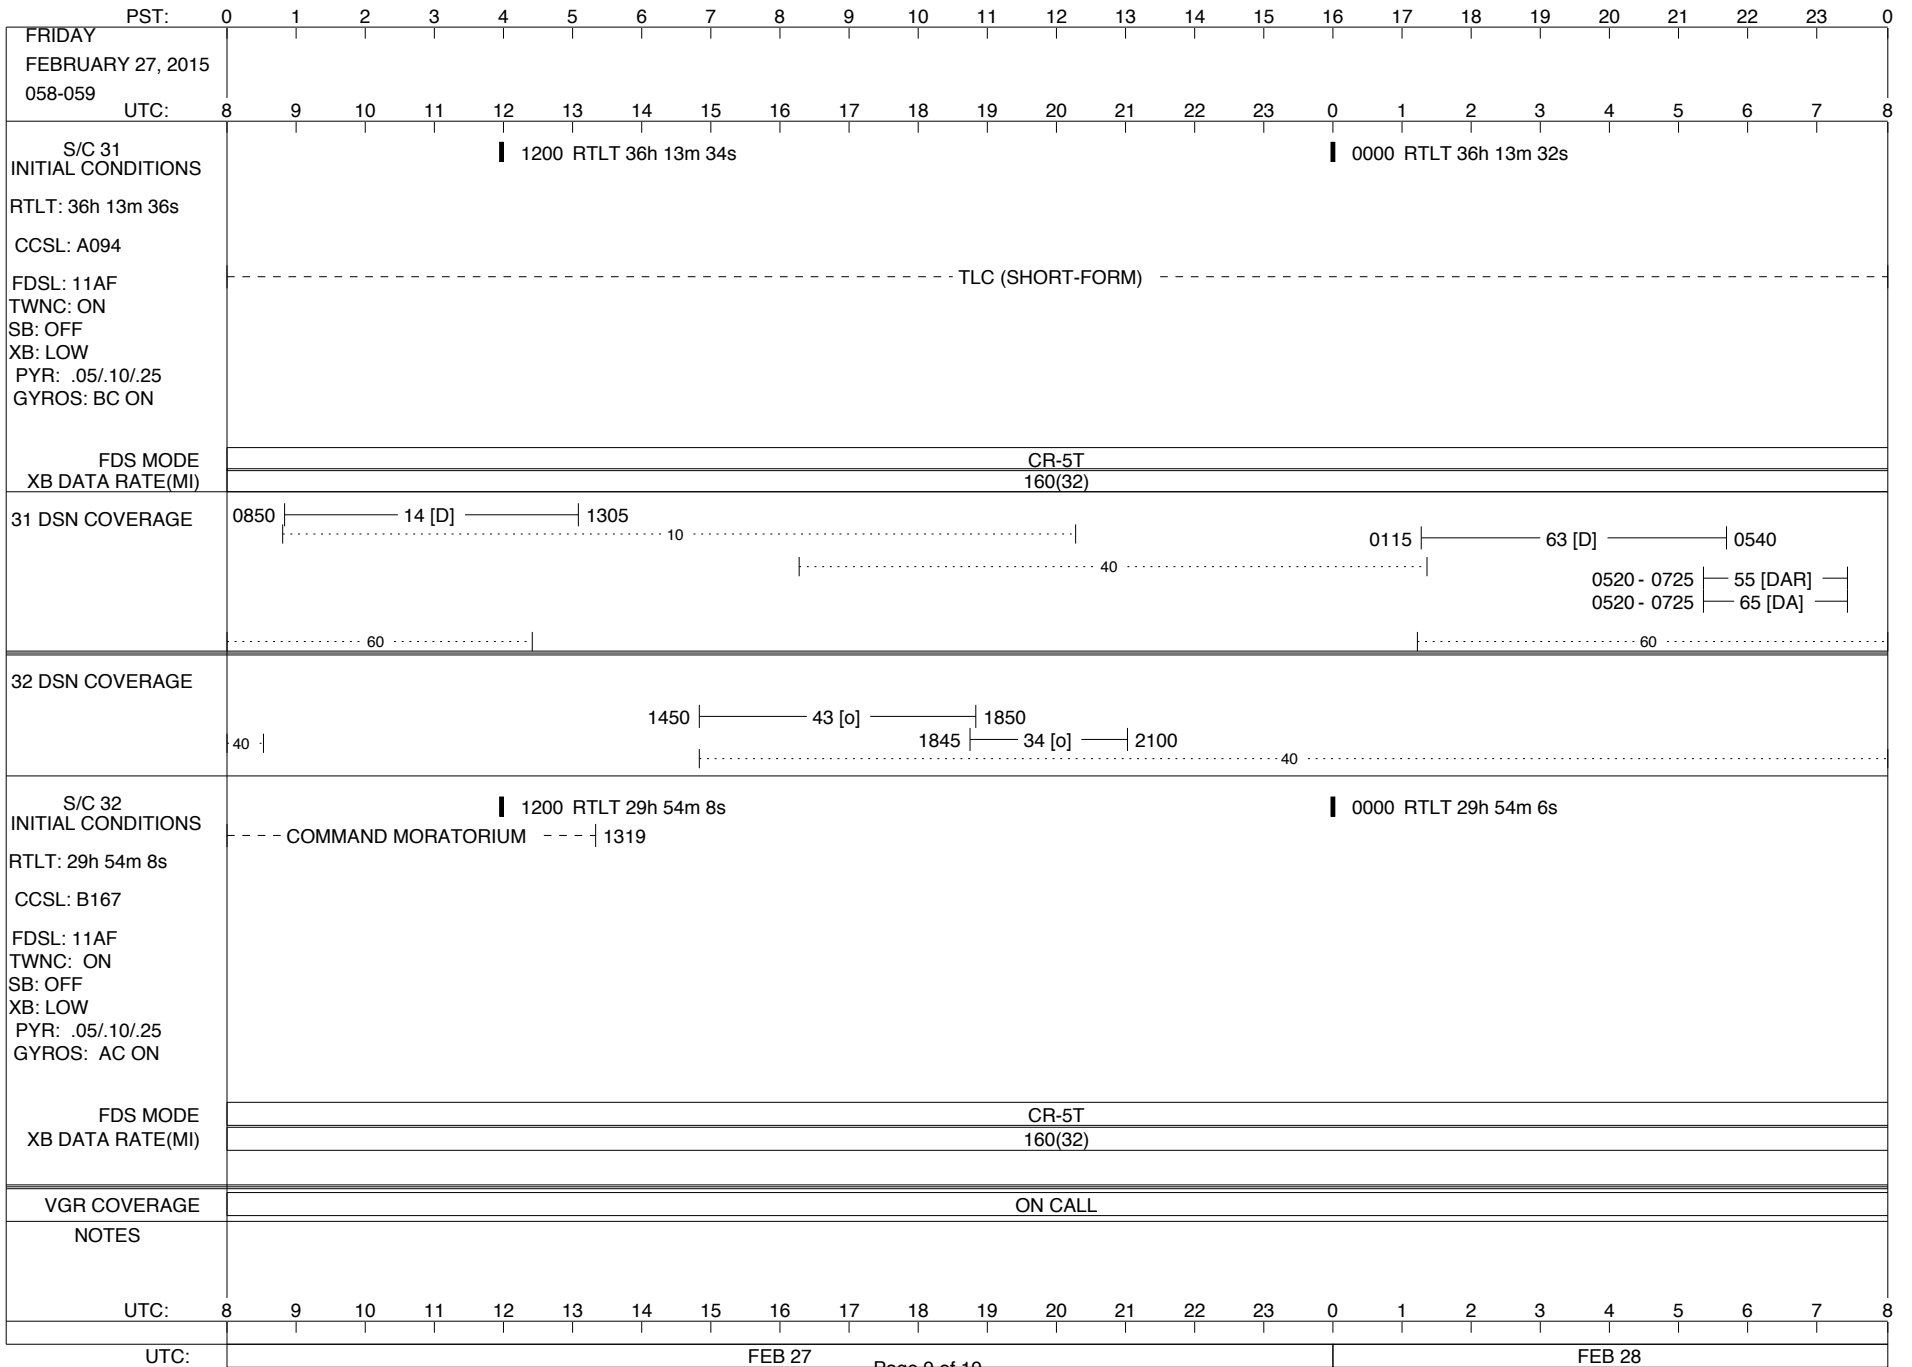 PST: 0 1 2 3 4 5 6 7 8 9 10 11 12 13 14 15 16 17 18 19 20 21 22 23 0
FRIDAY
FEBRUARY 27, 2015
058-059
UTC: 8 9 10 11 12 13 14 15 16 17 18 19 20 21 22 23 0 1 2 3 4 5 6 7 8
S/C 31
INITIAL CONDITIONS
1200 RTLT 36h 13m 34s
0000 RTLT 36h 13m 32s
RTLT: 36h 13m 36s
CCSL: A094
TLC (SHORT-FORM)
FDSL: 11AF
TWNC: ON
SB: OFF
XB: LOW
PYR: .05/.10/.25
GYROS: BC ON
FDS MODE CR-5T
XB DATA RATE(MI) 160(32)
31 DSN COVERAGE
0850 14 [D] 1305
10
0115 63 [D] 0540
40
0520 - 0725 55 [DAR]
0520 - 0725 65 [DA]
60 60
32 DSN COVERAGE
1450 43 [o] 1850
40
1845 34 [o] 2100
40
S/C 32
INITIAL CONDITIONS
1200 RTLT 29h 54m 8s
0000 RTLT 29h 54m 6s
COMMAND MORATORIUM 1319
RTLT: 29h 54m 8s
CCSL: B167
FDSL: 11AF
TWNC: ON
SB: OFF
XB: LOW
PYR: .05/.10/.25
GYROS: AC ON
FDS MODE CR-5T
XB DATA RATE(MI) 160(32)
VGR COVERAGE ON CALL
NOTES
UTC: 8 9 10 11 12 13 14 15 16 17 18 19 20 21 22 23 0 1 2 3 4 5 6 7 8
UTC: FEB 27 FEB 28